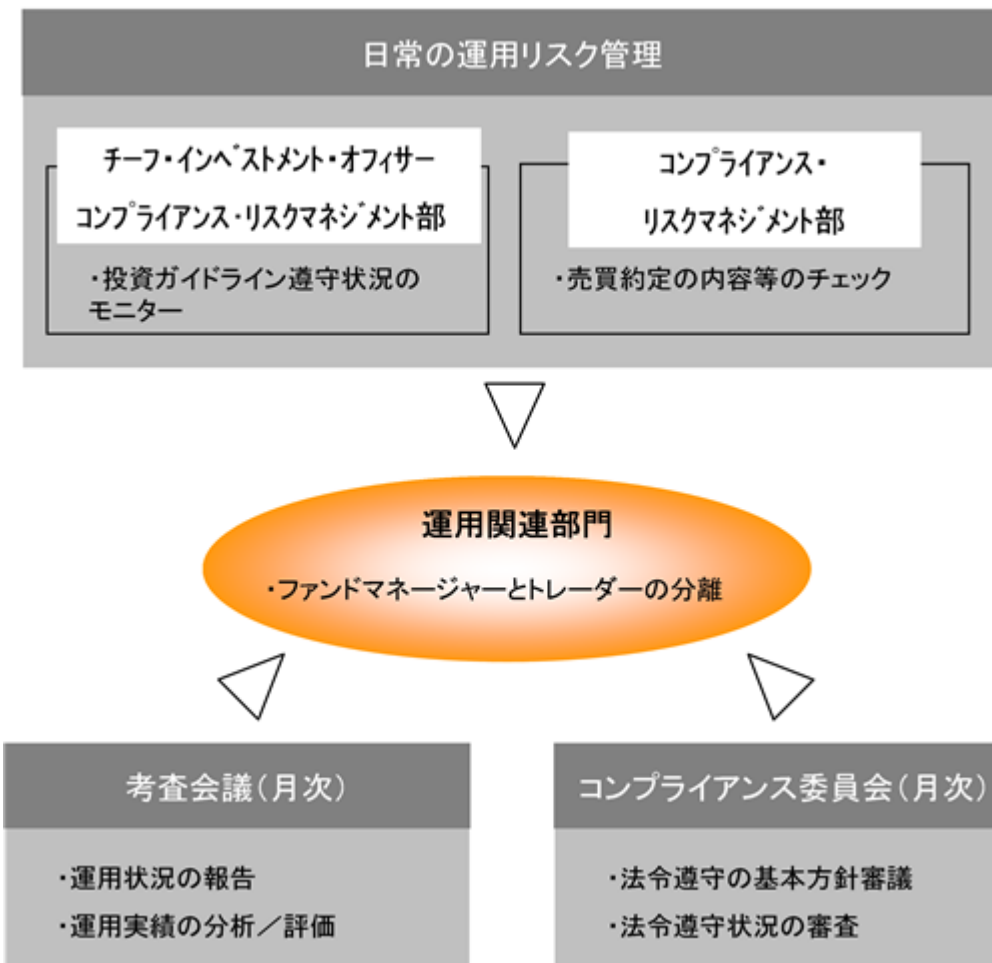 日常の運用リスク管理
チーフ・インベストメント・オフィサー
コンプライアンス・リスクマネジメント部
・投資ガイドライン遵守状況の
モニター
コンプライアンス・
リスクマネジメント部
・売買約定の内容等のチェック
運用関連部門
・ファンドマネージャーとトレーダーの分離
考査会議(月次)
・運用状況の報告
・運用実績の分析／評価
コンプライアンス委員会(月次)
・法令遵守の基本方針審議
・法令遵守状況の審査